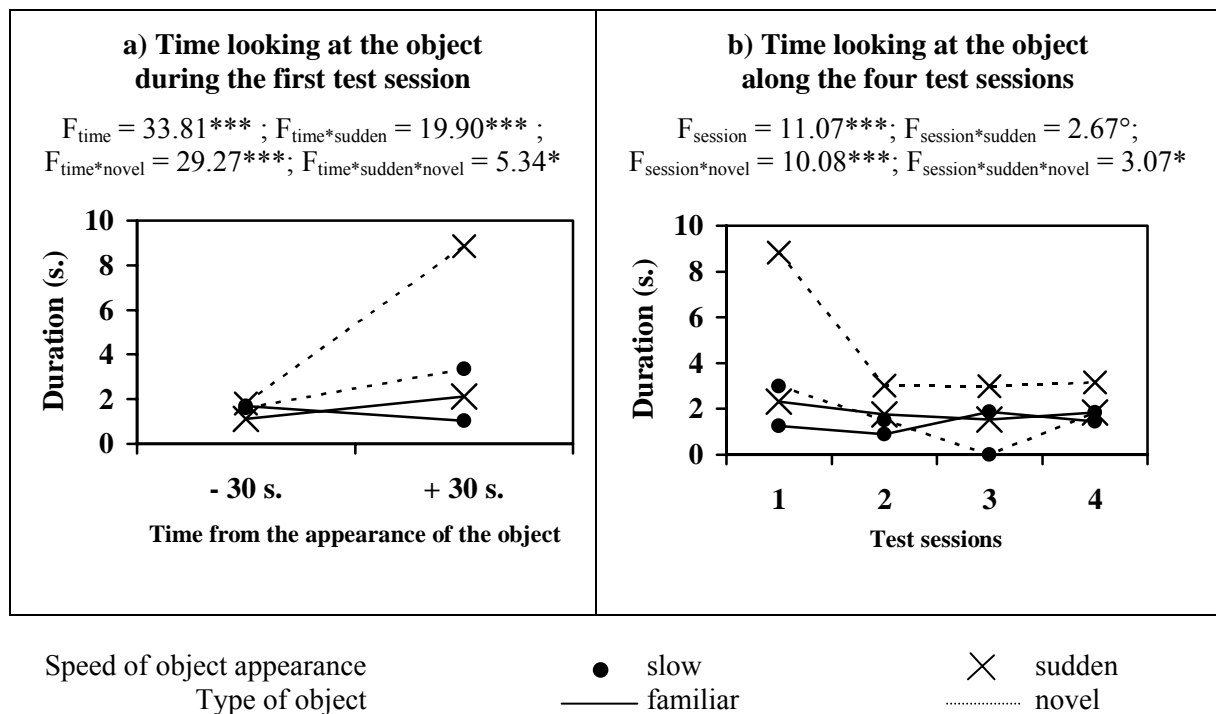 a) Time looking at the object
during the first test session
F_time = 33.81*** ; F_time*sudden = 19.90*** ;
F_time*novel = 29.27***; F_time*sudden*novel = 5.34*
10
8
6
4
2
0
Duration (s.)
- 30 s. + 30 s.
Time from the appearance of the object
b) Time looking at the object
along the four test sessions
F_session = 11.07***; F_session*sudden = 2.67°;
F_session*novel = 10.08***; F_session*sudden*novel = 3.07*
10
8
6
4
2
0
Duration (s.)
1 2 3 4
Test sessions
Speed of object appearance slow sudden
Type of object familiar novel